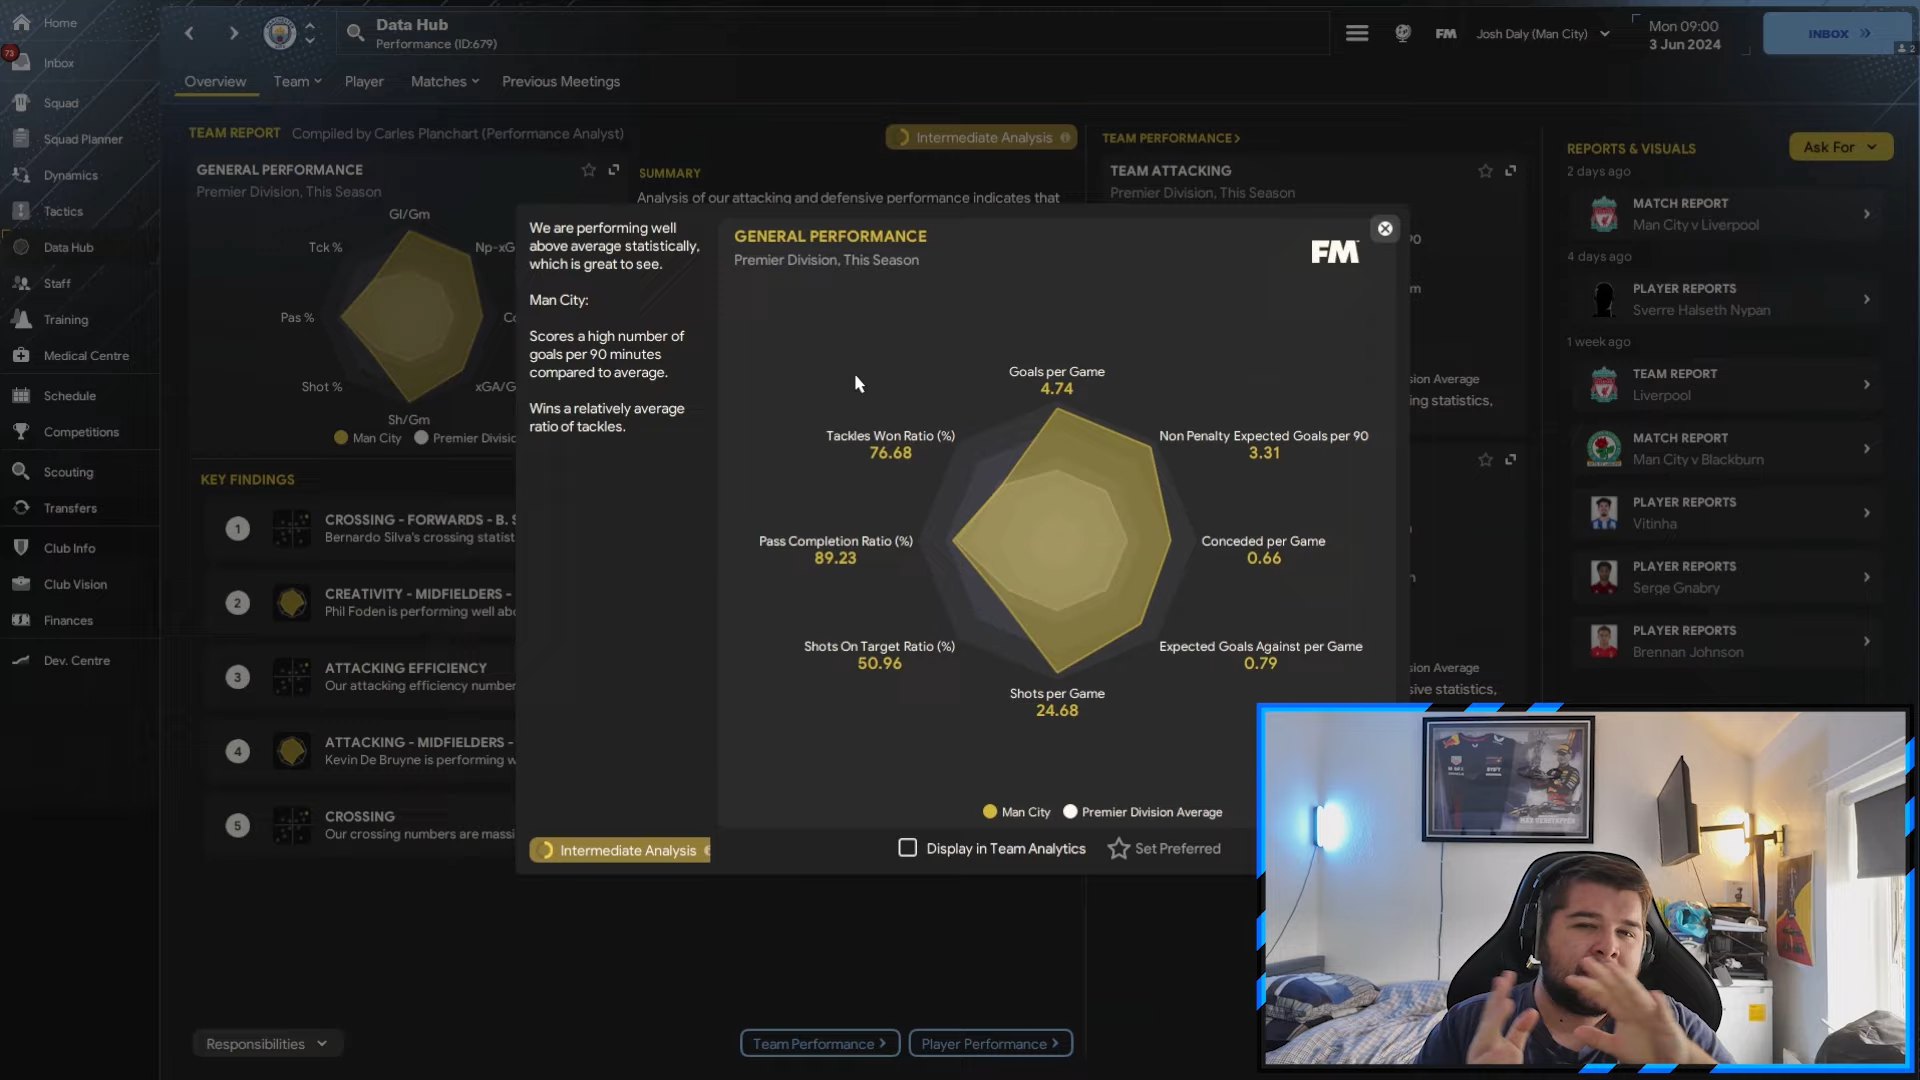 Home
73
Inbox
Squad
Squad Planner
Dynamics
Tactics
Data Hub
Staff
Training
Medical Centre
Schedule
Competitions
Scouting
Transfers
Club Info
Club Vision
Finances
Dev. Centre
Data Hub
Performance (ID:679)
FM
Josh Daly (Man City)
Mon 09:00
3 Jun 2024
INBOX
2
Overview
Team
Player
Matches
Previous Meetings
TEAM REPORT Compiled by Carles Planchart (Performance Analyst)
Intermediate Analysis
GENERAL PERFORMANCE
Premier Division, This Season
Gl/Gm
Tck %
Np-xG
Pas %
Shot %
xGA/G
Sh/Gm
Man City
SUMMARY
Analysis of our attacking and defensive performance indicates that
TEAM PERFORMANCE
TEAM ATTACKING
Premier Division, This Season
KEY FINDINGS
1
CROSSING - FORWARDS - B. S
Bernardo Silva's crossing statist
2
CREATIVITY - MIDFIELDERS -
Phil Foden is performing well abo
3
ATTACKING EFFICIENCY
Our attacking efficiency number
4
ATTACKING - MIDFIELDERS -
Kevin De Bruyne is performing w
5
CROSSING
Our crossing numbers are massi
We are performing well
above average statistically,
which is great to see.
Man City:
Scores a high number of
goals per 90 minutes
compared to average.
Wins a relatively average
ratio of tackles.
Intermediate Analysis
GENERAL PERFORMANCE
Premier Division, This Season
FM
Goals per Game
4.74
Non Penalty Expected Goals per 90
3.31
Conceded per Game
0.66
Expected Goals Against per Game
0.79
Shots per Game
24.68
Shots On Target Ratio (%)
50.96
Pass Completion Ratio (%)
89.23
Tackles Won Ratio (%)
76.68
Man City
Premier Division Average
Display in Team Analytics
Set Preferred
REPORTS & VISUALS
Ask For
2 days ago
MATCH REPORT
Man City v Liverpool
4 days ago
PLAYER REPORTS
Sverre Halseth Nypan
1 week ago
TEAM REPORT
Liverpool
MATCH REPORT
Man City v Blackburn
PLAYER REPORTS
Vitinha
PLAYER REPORTS
Serge Gnabry
PLAYER REPORTS
Brennan Johnson
Responsibilities
Team Performance
Player Performance